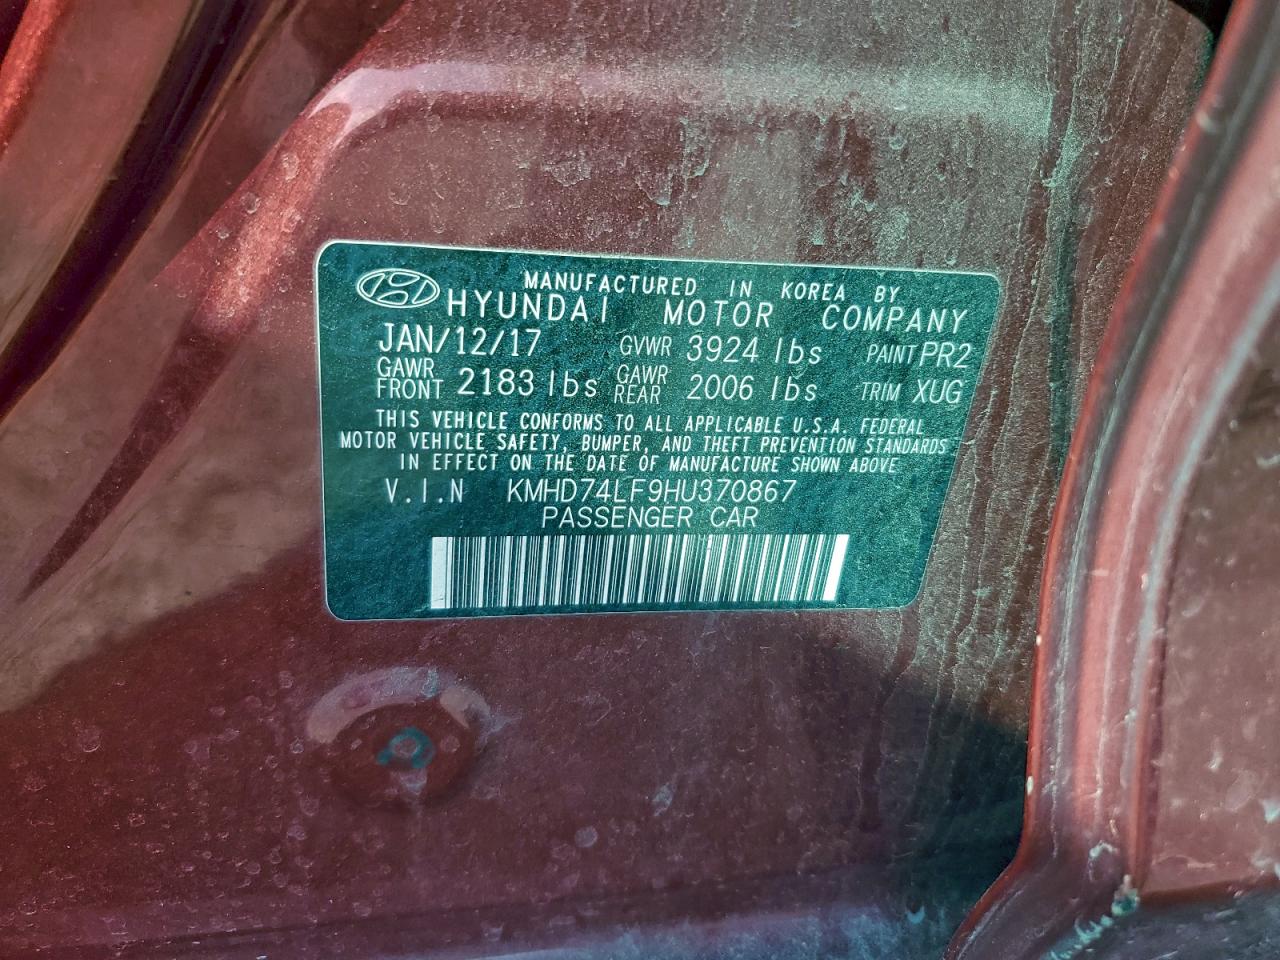 MANUFACTURED IN KOREA BY
HYUNDAI MOTOR COMPANY
JAN/12/17 GVWR 3924 lbs PAINT PR2
GAWR FRONT 2183 lbs GAWR REAR 2006 lbs TRIM XUG
THIS VEHICLE CONFORMS TO ALL APPLICABLE U.S.A. FEDERAL
MOTOR VEHICLE SAFETY, BUMPER, AND THEFT PREVENTION STANDARDS
IN EFFECT ON THE DATE OF MANUFACTURE SHOWN ABOVE
V.I.N KMHD74LF9HU370867
PASSENGER CAR